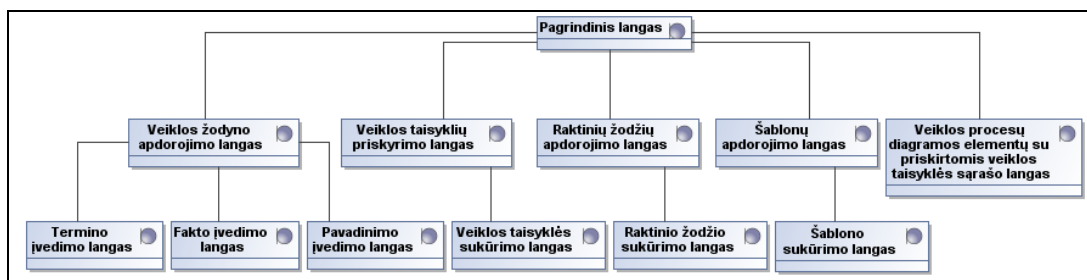 Pagrindinis langas
Veiklos žodyno
apdorojimo langas
Veiklos taisyklių
priskyrimo langas
Raktinių žodžių
apdorojimo langas
Šablonų
apdorojimo langas
Veiklos procesų
diagramos elementų su
priskirtomis veiklos
taisyklės sąrašo langas
Termino
įvedimo langas
Fakto įvedimo
langas
Pavadinimo
įvedimo langas
Veiklos taisyklės
sukūrimo langas
Raktinio žodžio
sukūrimo langas
Šablono
sukūrimo langas